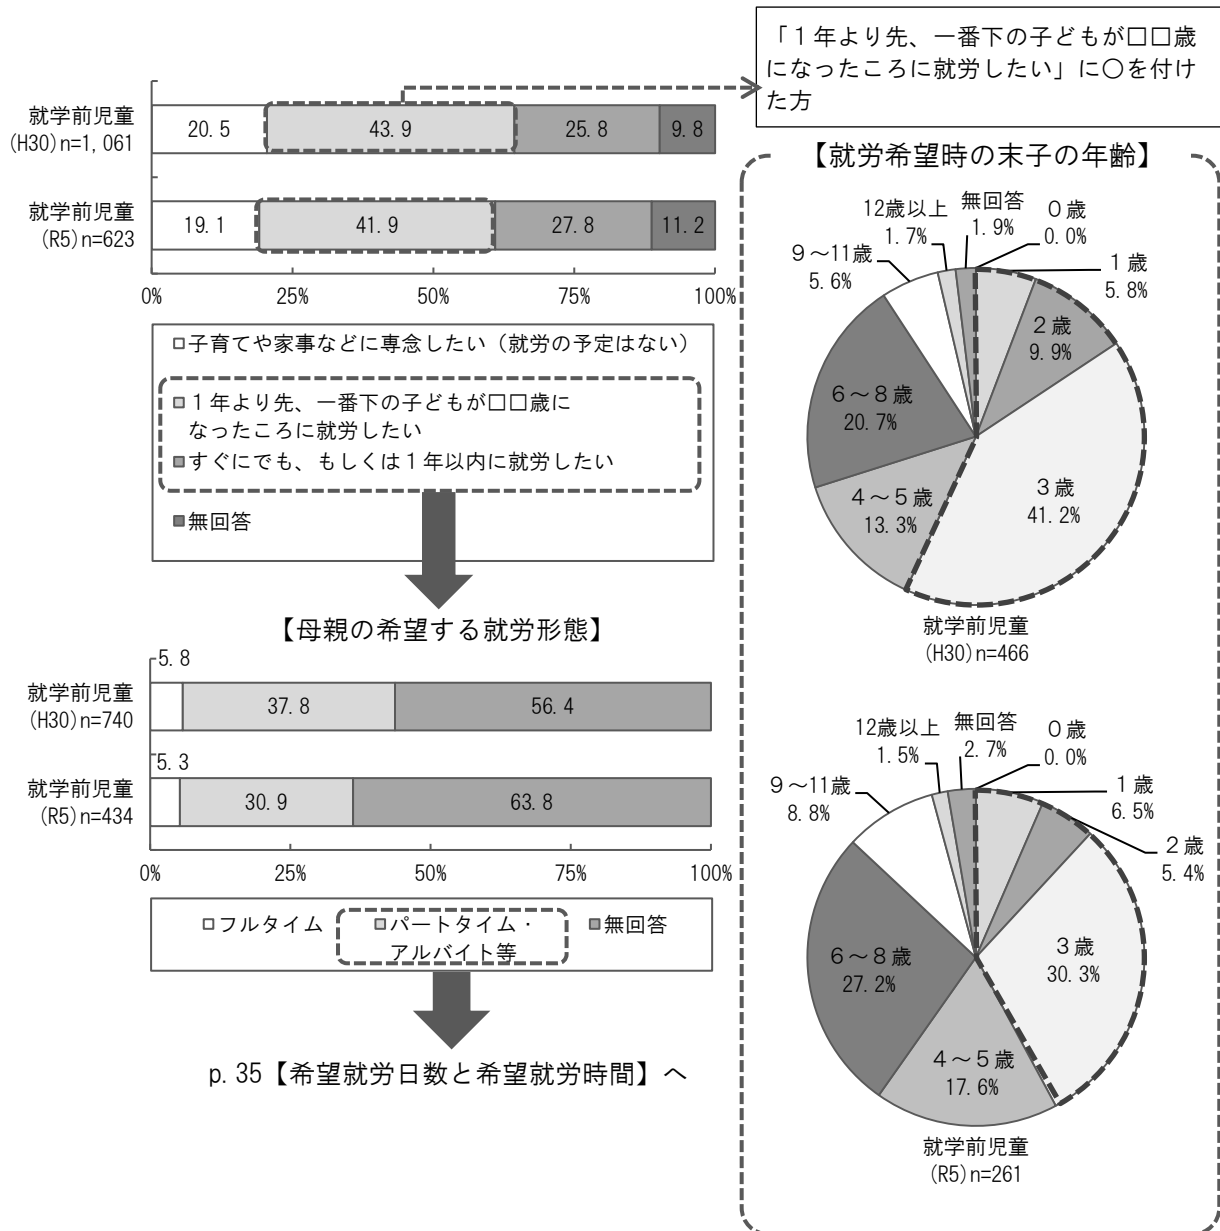 「１年より先、一番下の子どもが□□歳
になったころに就労したい」に〇を付け
た方
就学前児童
(H30)n=1,061
20.5
43.9
25.8
9.8
就学前児童
(R5)n=623
19.1
41.9
27.8
11.2
0%
25%
50%
75%
100%
□子育てや家事などに専念したい（就労の予定はない）
１年より先、一番下の子どもが□□歳に
なったころに就労したい
すぐにでも、もしくは１年以内に就労したい
無回答
【母親の希望する就労形態】
就学前児童
(H30)n=740
5.8
37.8
56.4
就学前児童
(R5)n=434
5.3
30.9
63.8
0%
25%
50%
75%
100%
□フルタイム
パートタイム・
アルバイト等
無回答
p.35【希望就労日数と希望就労時間】へ
【就労希望時の末子の年齢】
０歳
0.0%
１歳
5.8%
２歳
9.9%
３歳
41.2%
４～５歳
13.3%
６～８歳
20.7%
９～11歳
5.6%
12歳以上
1.7%
無回答
1.9%
就学前児童
(H30)n=466
０歳
0.0%
１歳
6.5%
２歳
5.4%
３歳
30.3%
４～５歳
17.6%
６～８歳
27.2%
９～11歳
8.8%
12歳以上
1.5%
無回答
2.7%
就学前児童
(R5)n=261